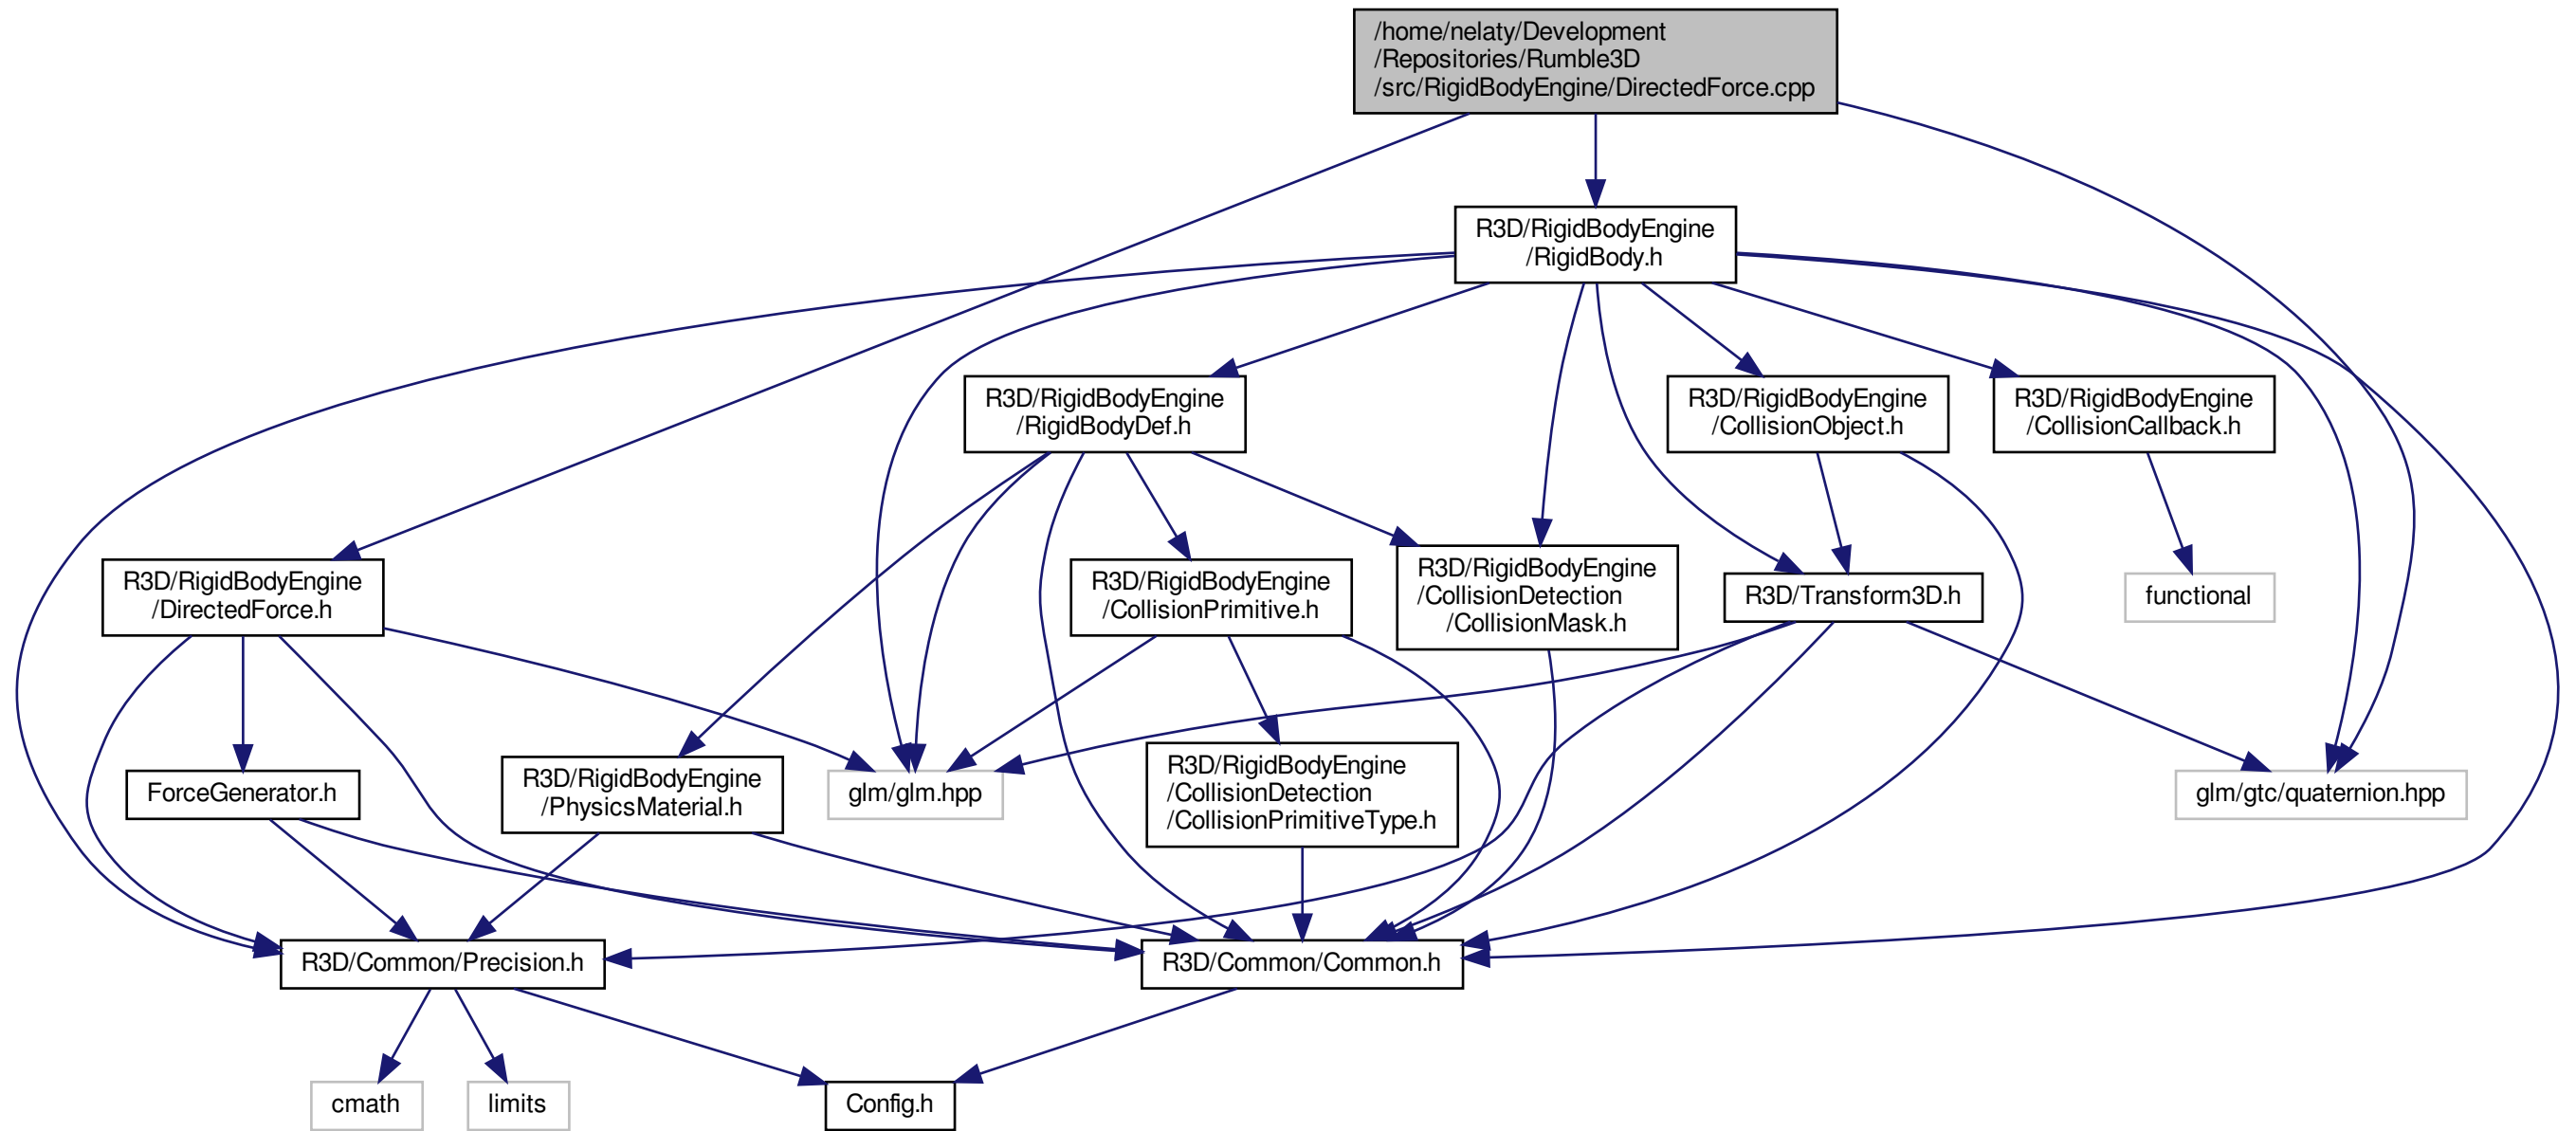 /home/nelaty/Development
/Repositories/Rumble3D
/src/RigidBodyEngine/DirectedForce.cpp
R3D/RigidBodyEngine
/RigidBody.h
R3D/RigidBodyEngine
/RigidBodyDef.h
R3D/RigidBodyEngine
/CollisionObject.h
R3D/RigidBodyEngine
/CollisionCallback.h
R3D/RigidBodyEngine
/DirectedForce.h
R3D/RigidBodyEngine
/CollisionPrimitive.h
R3D/RigidBodyEngine
/CollisionDetection
/CollisionMask.h
R3D/Transform3D.h
functional
ForceGenerator.h
R3D/RigidBodyEngine
/PhysicsMaterial.h
glm/glm.hpp
R3D/RigidBodyEngine
/CollisionDetection
/CollisionPrimitiveType.h
glm/gtc/quaternion.hpp
R3D/Common/Precision.h
R3D/Common/Common.h
cmath
limits
Config.h